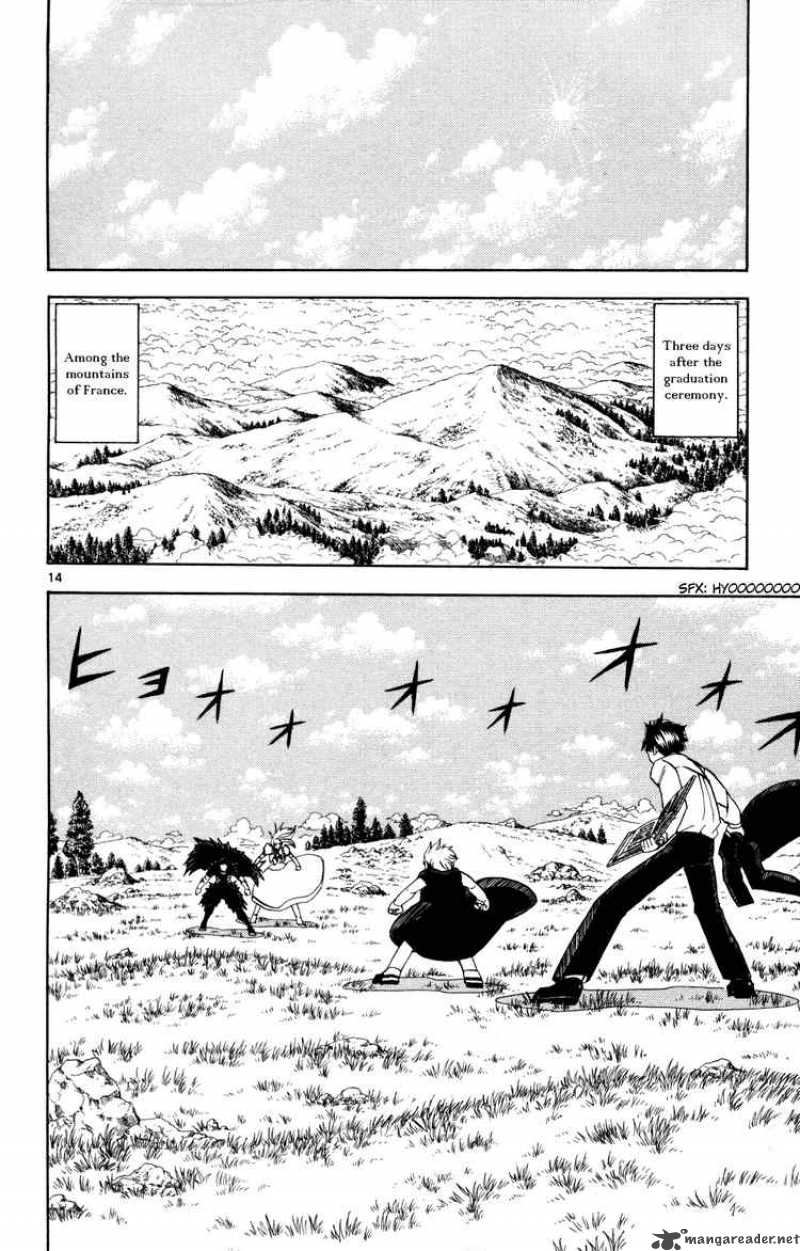 Three days
after the
graduation
ceremony.
Among the
mountains
of France.
14
SFX: HYOOOOOOOO
ヒョオオオオオオオ
mangareader.net